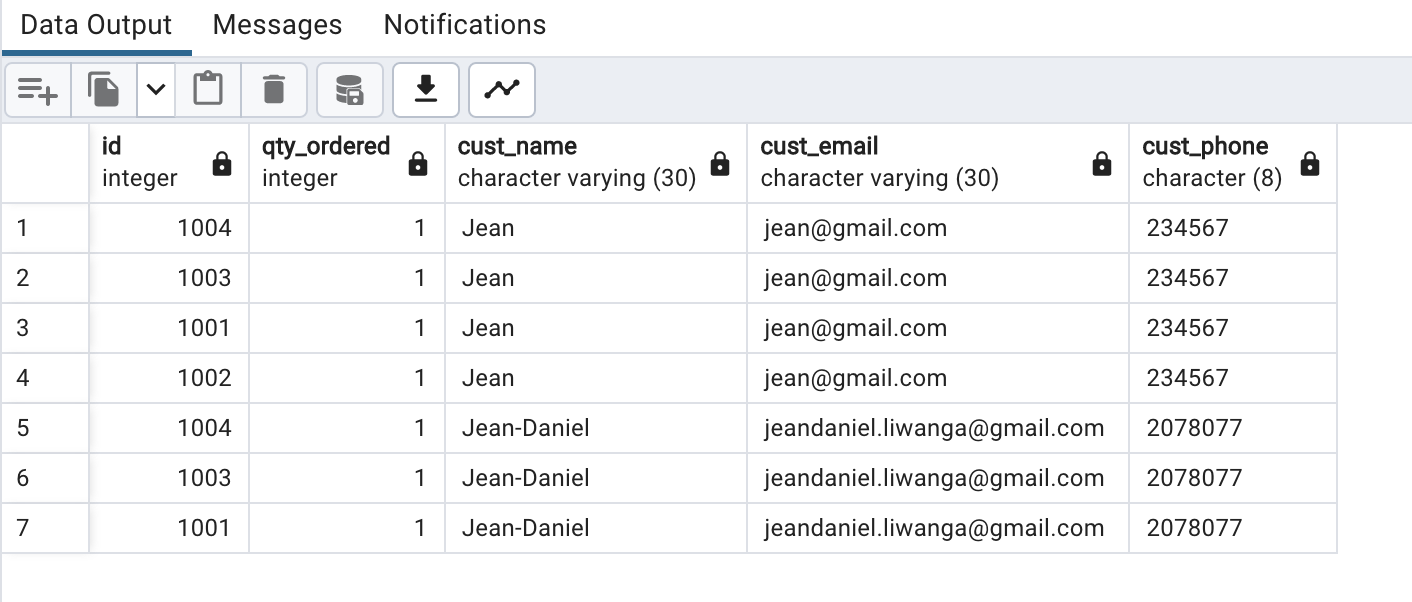 Data Output Messages Notifications
id qty_ordered cust_name cust_email cust_phone
integer integer character varying (30) character varying (30) character (8)
1 1004 1 Jean jean@gmail.com 234567
2 1003 1 Jean jean@gmail.com 234567
3 1001 1 Jean jean@gmail.com 234567
4 1002 1 Jean jean@gmail.com 234567
5 1004 1 Jean-Daniel jeandaniel.liwanga@gmail.com 2078077
6 1003 1 Jean-Daniel jeandaniel.liwanga@gmail.com 2078077
7 1001 1 Jean-Daniel jeandaniel.liwanga@gmail.com 2078077